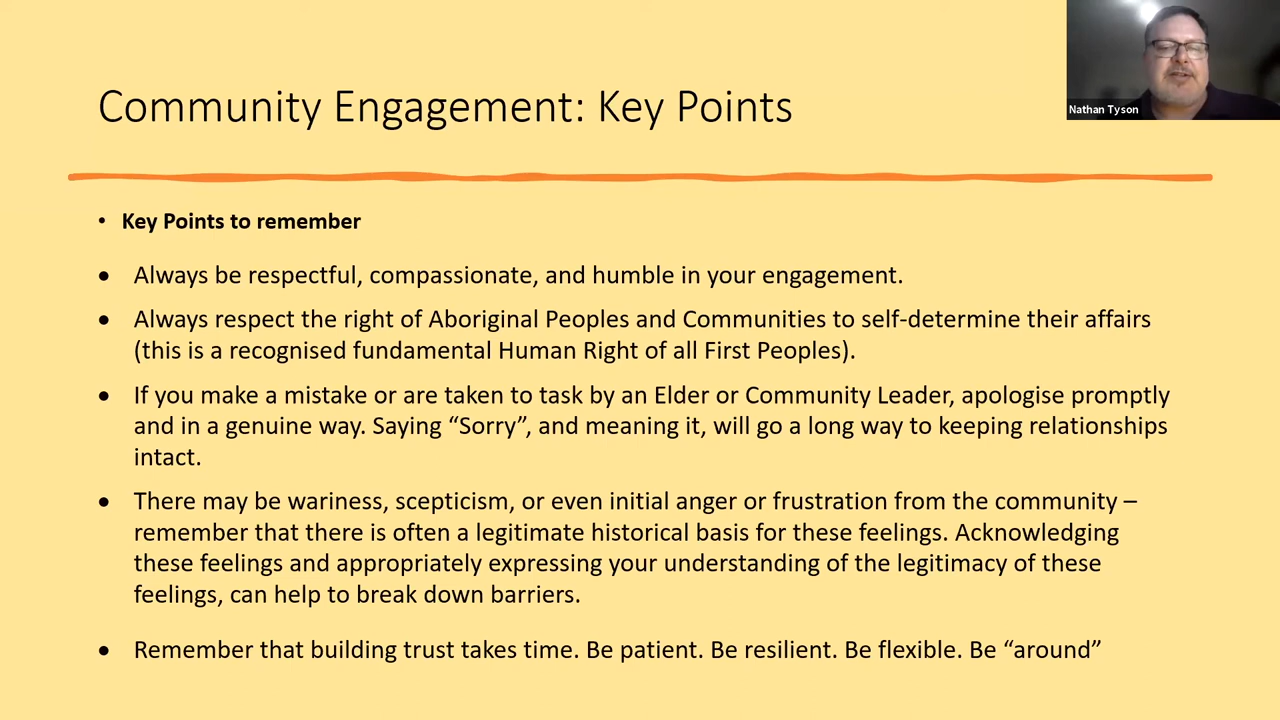 Community Engagement: Key Points
Nathan Tyson
• Key Points to remember
• Always be respectful, compassionate, and humble in your engagement.
• Always respect the right of Aboriginal Peoples and Communities to self-determine their affairs
(this is a recognised fundamental Human Right of all First Peoples).
• If you make a mistake or are taken to task by an Elder or Community Leader, apologise promptly
and in a genuine way. Saying “Sorry”, and meaning it, will go a long way to keeping relationships
intact.
• There may be wariness, scepticism, or even initial anger or frustration from the community –
remember that there is often a legitimate historical basis for these feelings. Acknowledging
these feelings and appropriately expressing your understanding of the legitimacy of these
feelings, can help to break down barriers.
• Remember that building trust takes time. Be patient. Be resilient. Be flexible. Be “around”